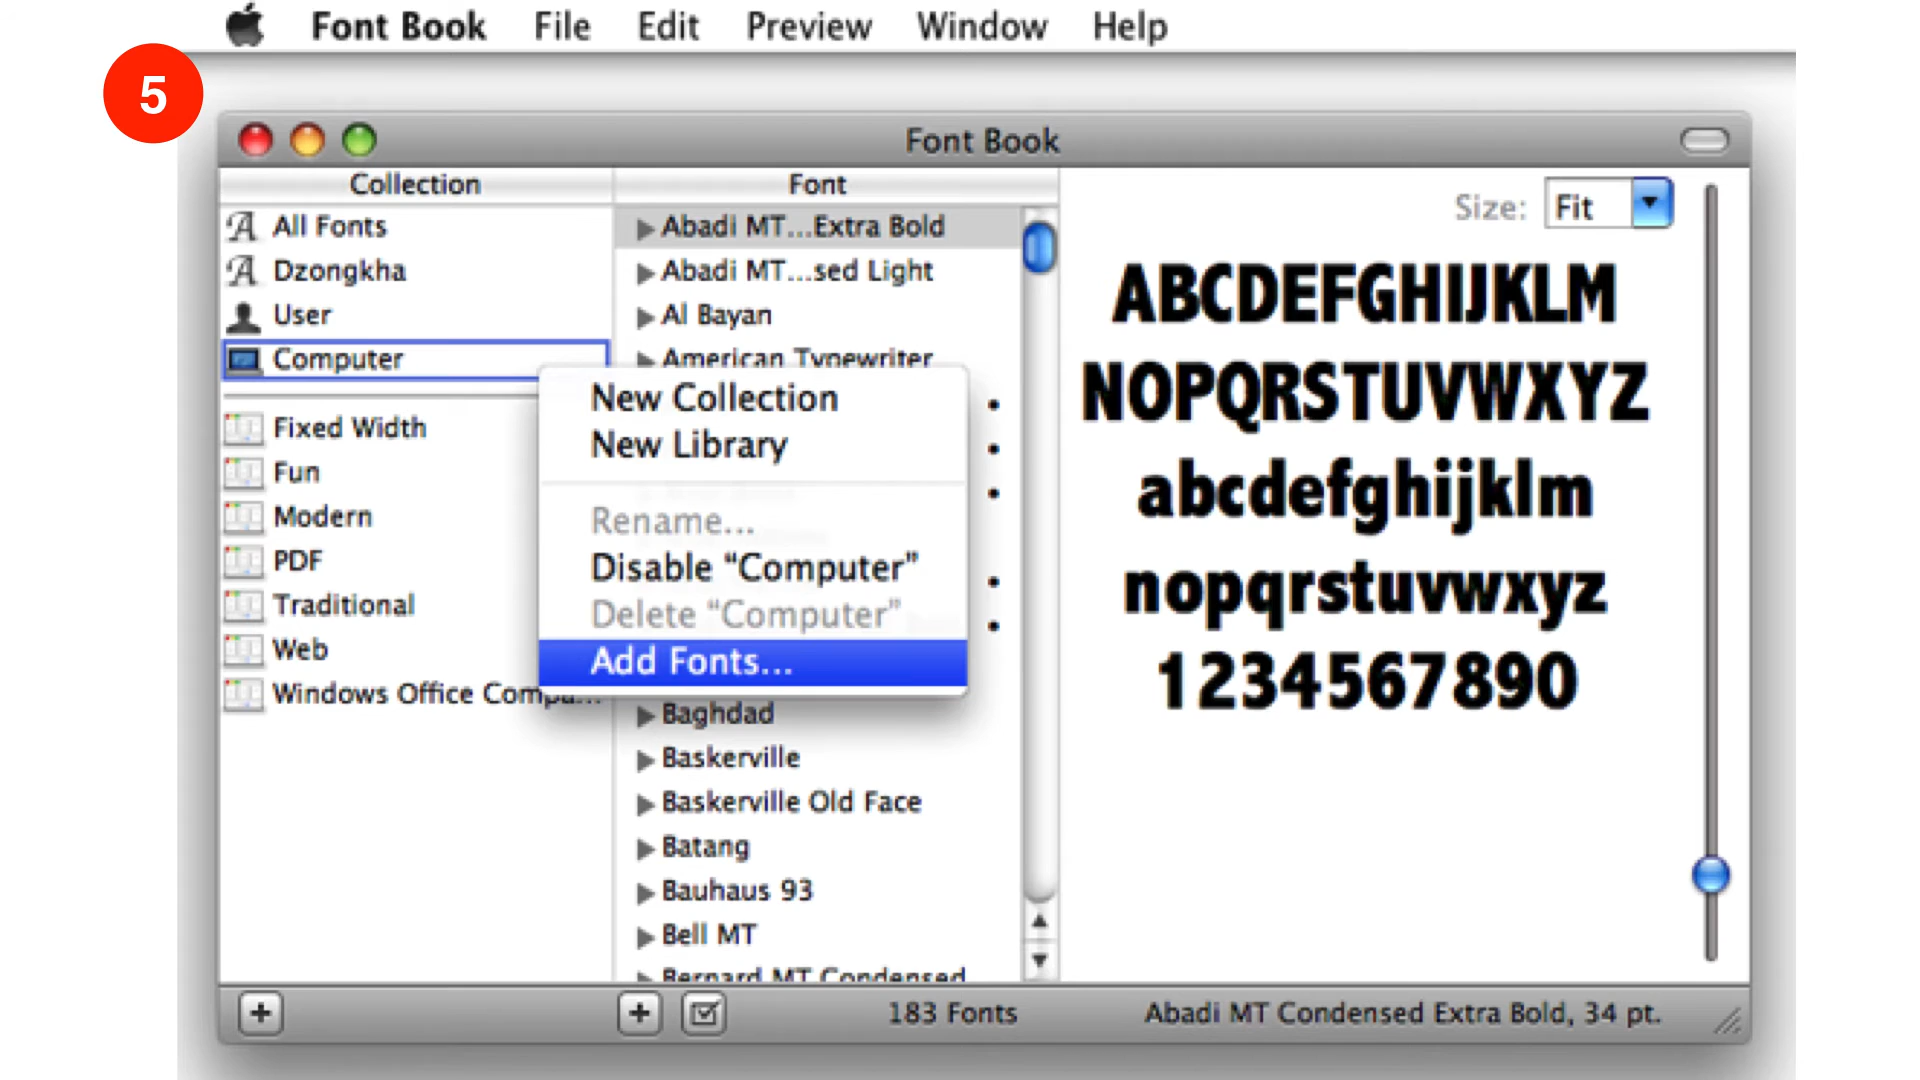 Font Book File Edit Preview Window Help
5
Font Book
Collection
All Fonts
Dzongkha
User
Computer
Fixed Width
Fun
Modern
PDF
Traditional
Web
Windows Office Compa...
Font
Abadi MT...Extra Bold
Abadi MT...sed Light
Al Bayan
American Typewriter
New Collection
New Library
Rename...
Disable “Computer”
Delete “Computer”
Add Fonts...
Baghdad
Baskerville
Baskerville Old Face
Batang
Bauhaus 93
Bell MT
Bernard MT Condensed
Size: Fit
ABCDEFGHIJKLM
NOPQRSTUVWXYZ
abcdefghijklm
nopqrstuvwxyz
1234567890
183 Fonts
Abadi MT Condensed Extra Bold, 34 pt.